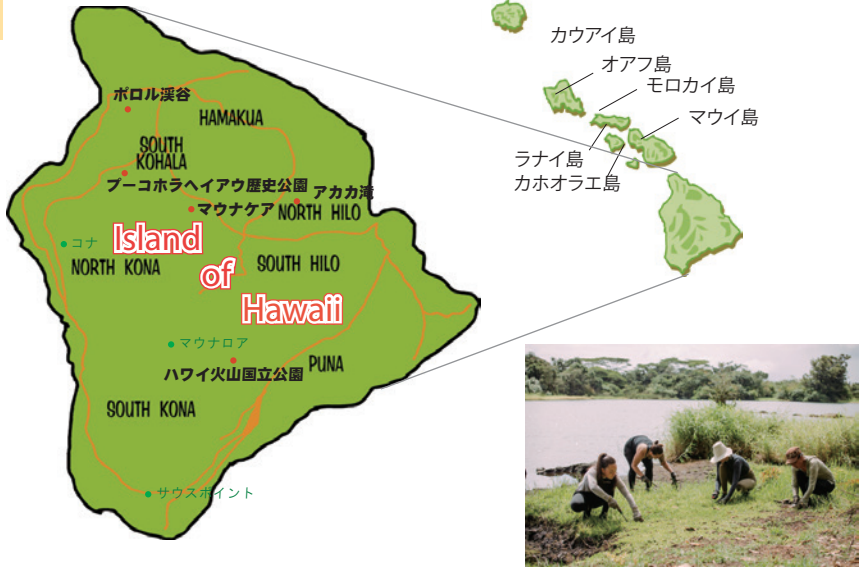 カウアイ島
オアフ島
モロカイ島
マウイ島
ラナイ島
カホオラエ島
ポロル渓谷
HAMAKUA
SOUTH
KOHALA
プーコホラヘイアウ歴史公園
アカカ滝
マウナケア
NORTH HILO
コナ
Island
of
Hawaii
NORTH KONA
SOUTH HILO
マウナロア
ハワイ火山国立公園
PUNA
SOUTH KONA
サウスポイント